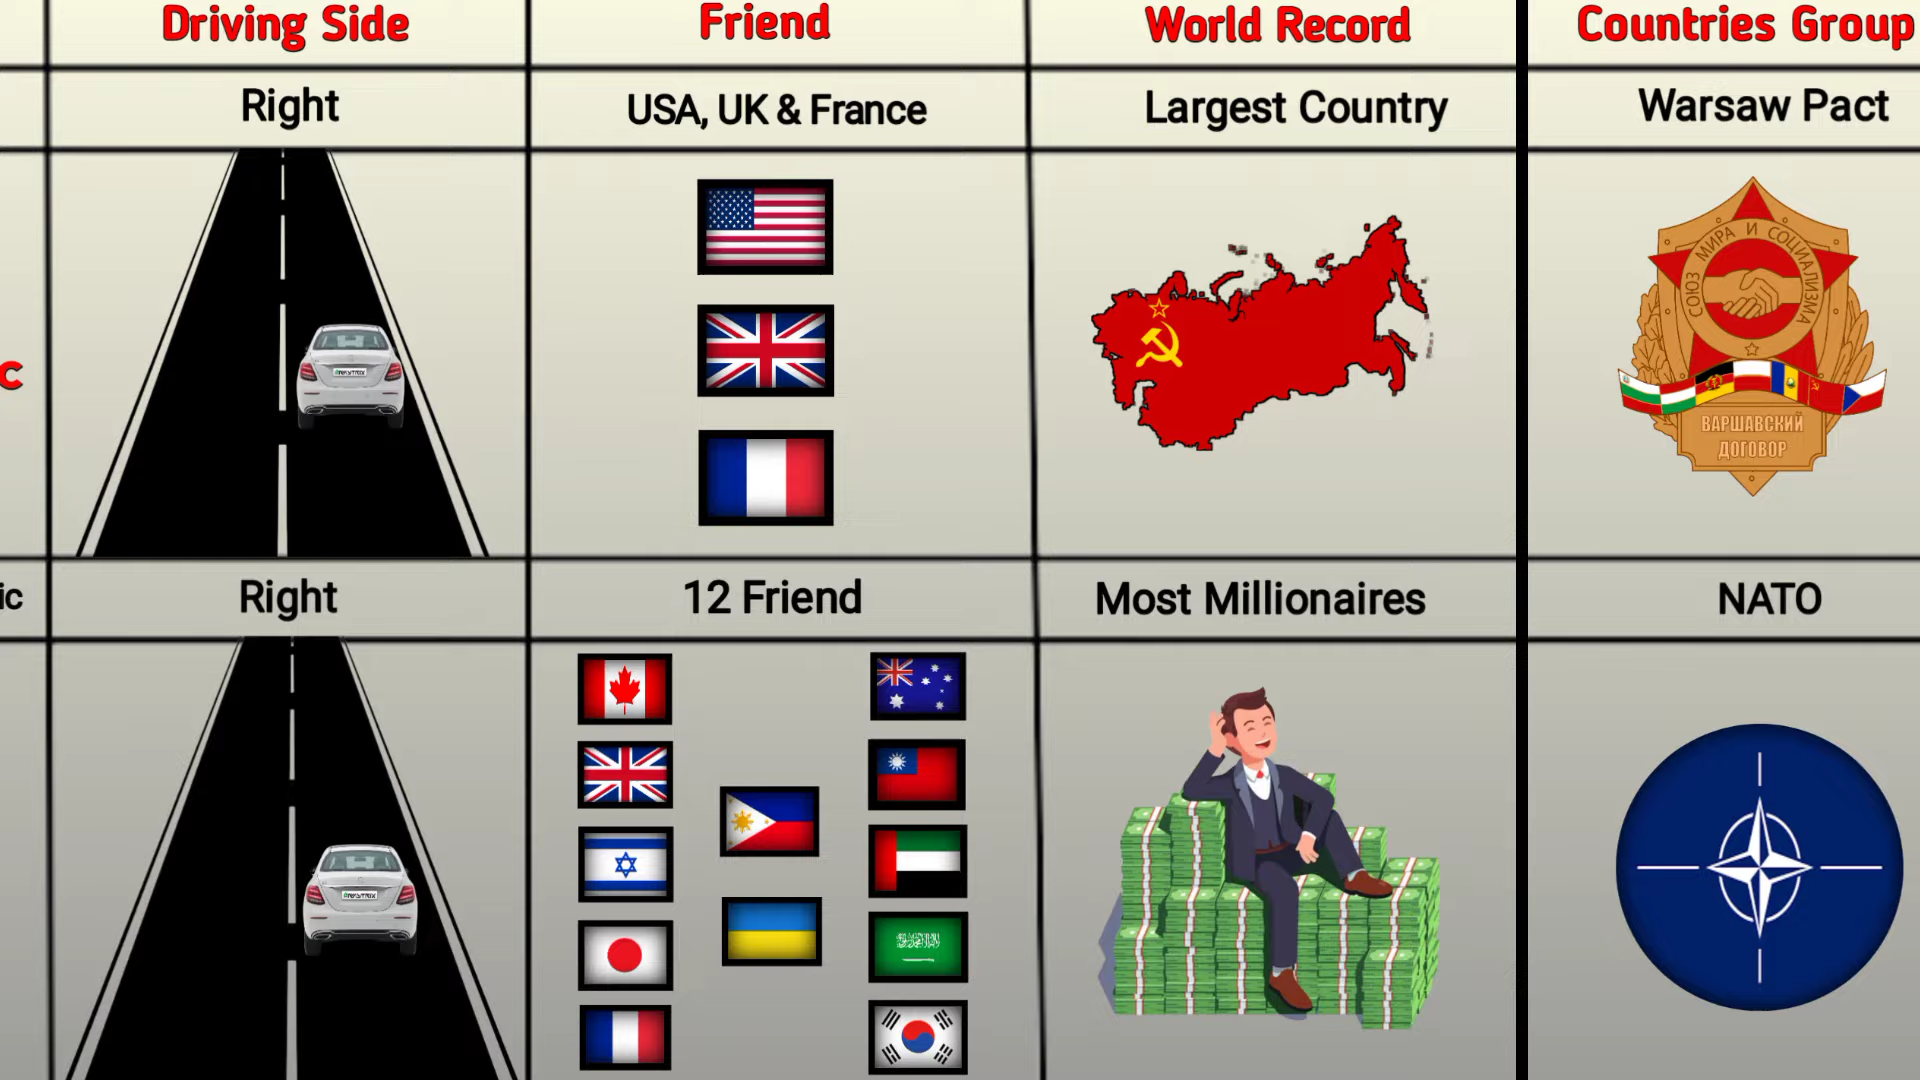 Driving Side
Friend
World Record
Countries Group
Right
USA, UK & France
Largest Country
Warsaw Pact
СОЮЗ МИРА И СОЦИАЛИЗМА
c
ВАРШАВСКИЙ
ДОГОВОР
ic
Right
12 Friend
Most Millionaires
NATO